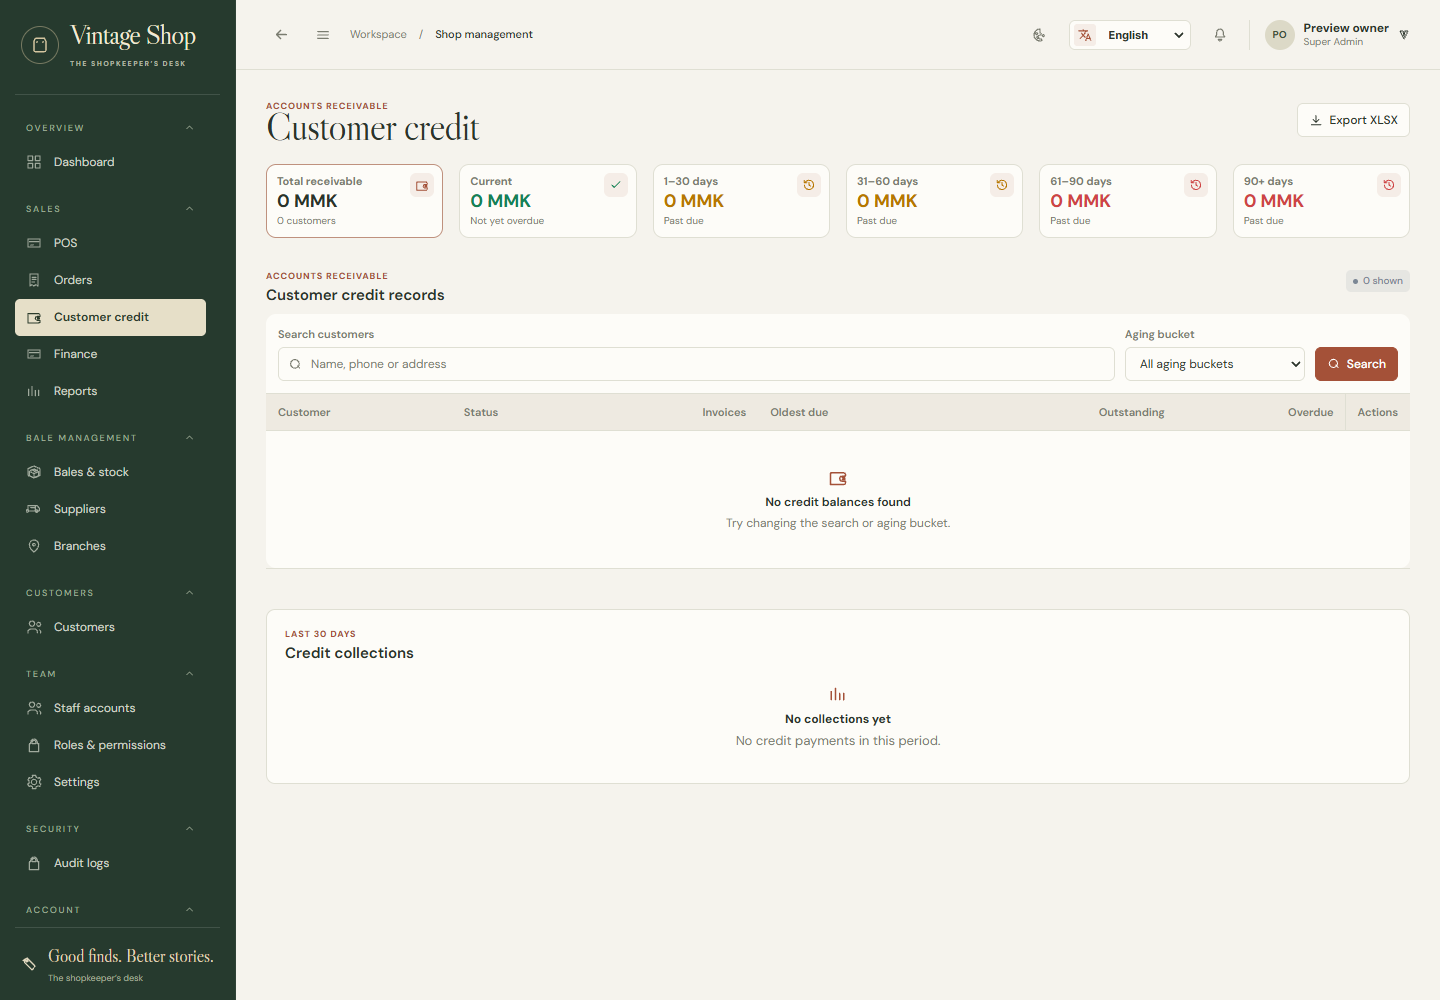 Vintage Shop
THE SHOPKEEPER'S DESK
OVERVIEW
Dashboard
SALES
POS
Orders
Customer credit
Finance
Reports
BALE MANAGEMENT
Bales & stock
Suppliers
Branches
CUSTOMERS
Customers
TEAM
Staff accounts
Roles & permissions
Settings
SECURITY
Audit logs
ACCOUNT
Good finds. Better stories.
The shopkeeper's desk
Workspace / Shop management
English
PO
Preview owner
Super Admin
ACCOUNTS RECEIVABLE
Customer credit
Export XLSX
Total receivable
0 MMK
0 customers
Current
0 MMK
Not yet overdue
1–30 days
0 MMK
Past due
31–60 days
0 MMK
Past due
61–90 days
0 MMK
Past due
90+ days
0 MMK
Past due
ACCOUNTS RECEIVABLE
Customer credit records
0 shown
Search customers
Name, phone or address
Aging bucket
All aging buckets
Search
Customer Status Invoices Oldest due Outstanding Overdue Actions
No credit balances found
Try changing the search or aging bucket.
LAST 30 DAYS
Credit collections
No collections yet
No credit payments in this period.